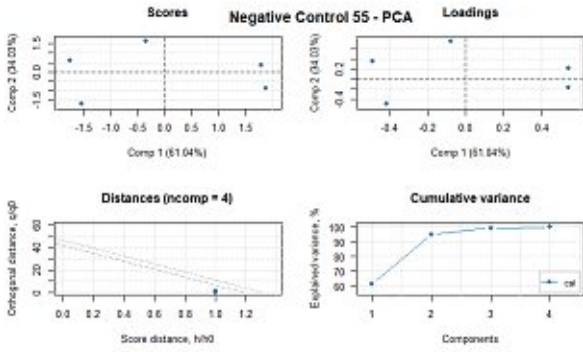 Negative Control 55 - PCA
Scores
Comp 2 (34.03%)
1.5
0.0
-1.5
-1.5 -1.0 -0.5 0.0 0.5 1.0 1.5
Comp 1 (61.04%)
Loadings
Comp 2 (34.03%)
0.2
-0.4
-0.4 -0.2 0.0 0.2 0.4
Comp 1 (61.04%)
Distances (ncomp = 4)
Orthogonal distance, q/q0
60
40
20
0
0.0 0.2 0.4 0.6 0.8 1.0 1.2
Score distance, h/h0
Cumulative variance
Explained variance, %
100
90
80
70
60
cal
1 2 3 4
Components